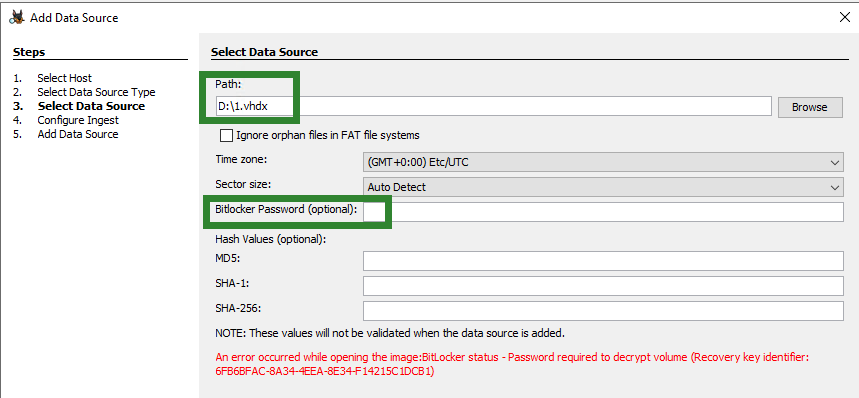 Add Data Source
Steps
1. Select Host
2. Select Data Source Type
3. Select Data Source
4. Configure Ingest
5. Add Data Source
Select Data Source
Path:
D:\1.vhdx
Browse
Ignore orphan files in FAT file systems
Time zone: (GMT+0:00) Etc/UTC
Sector size: Auto Detect
Bitlocker Password (optional):
Hash Values (optional):
MD5:
SHA-1:
SHA-256:
NOTE: These values will not be validated when the data source is added.
An error occurred while opening the image:BitLocker status - Password required to decrypt volume (Recovery key identifier:
6FB6BFAC-8A34-4EEA-8E34-F14215C1DCB1)